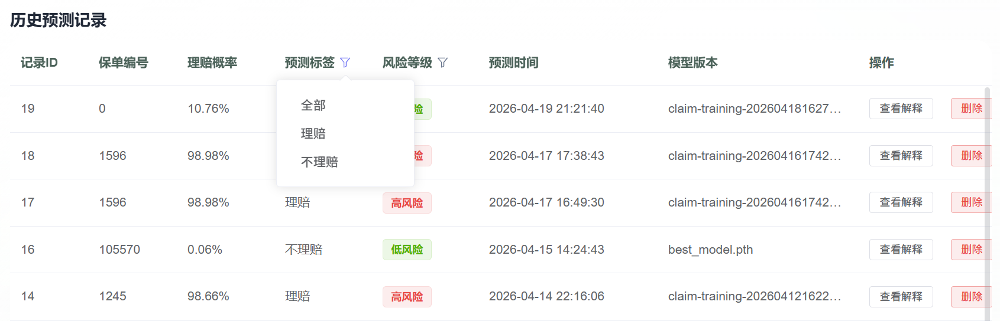 历史预测记录
记录ID 保单编号 理赔概率 预测标签 风险等级 预测时间 模型版本 操作
全部
理赔
不理赔
19 0 10.76% 险 2026-04-19 21:21:40 claim-training-202604181627... 查看解释 删除
18 1596 98.98% 险 2026-04-17 17:38:43 claim-training-202604161742... 查看解释 删除
17 1596 98.98% 理赔 高风险 2026-04-17 16:49:30 claim-training-202604161742... 查看解释 删除
16 105570 0.06% 不理赔 低风险 2026-04-15 14:24:43 best_model.pth 查看解释 删除
14 1245 98.66% 理赔 高风险 2026-04-14 22:16:06 claim-training-202604121622... 查看解释 删除